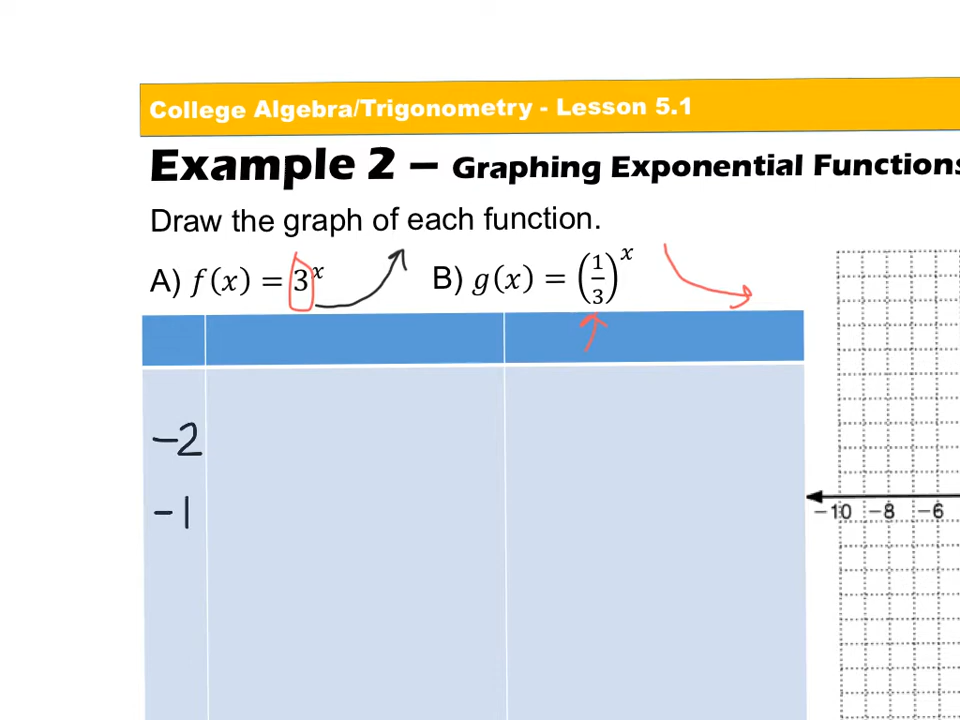 College Algebra/Trigonometry - Lesson 5.1
Example 2 – Graphing Exponential Functions
Draw the graph of each function.
A) f(x) = 3^x B) g(x) = (1/3)^x
-2
-1
-10 -8 -6